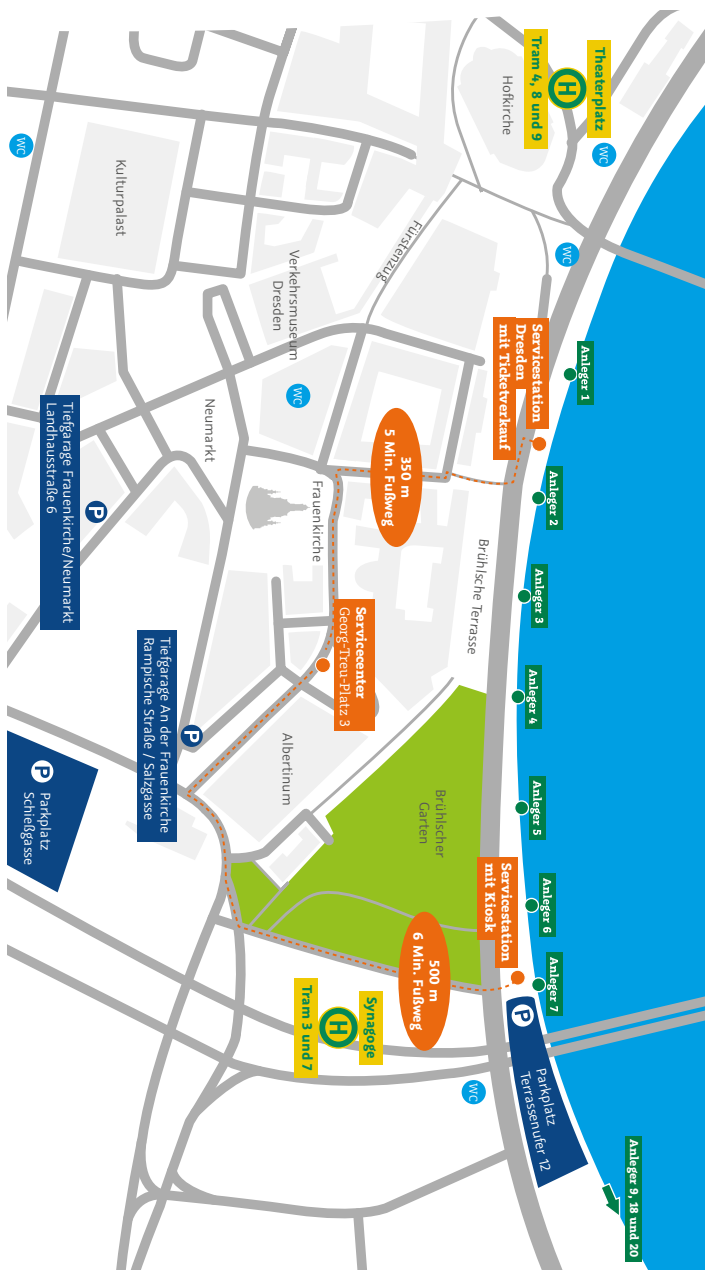 Theaterplatz
H
Tram 4, 8 und 9
WC
Hofkirche
WC
Kulturpalast
WC
Fürstenzug
Verkehrsmuseum
Dresden
Servicestation
Dresden
mit Ticketverkauf
Anleger 1
Anleger 2
Anleger 3
Anleger 4
Anleger 5
Anleger 6
Anleger 7
Anleger 9, 18 und 20
WC
Neumarkt
350 m
5 Min. Fußweg
Tiefgarage Frauenkirche/Neumarkt
Landhausstraße 6
P
Frauenkirche
Brühlsche Terrasse
Servicecenter
Georg-Treu-Platz 3
Tiefgarage An der Frauenkirche
Rampische Straße / Salzgasse
P
Albertinum
Brühlscher
Garten
P
Parkplatz
Schießgasse
Servicestation
mit Kiosk
500 m
6 Min. Fußweg
Synagoge
H
Tram 3 und 7
P
Parkplatz
Terrassenufer 12
WC